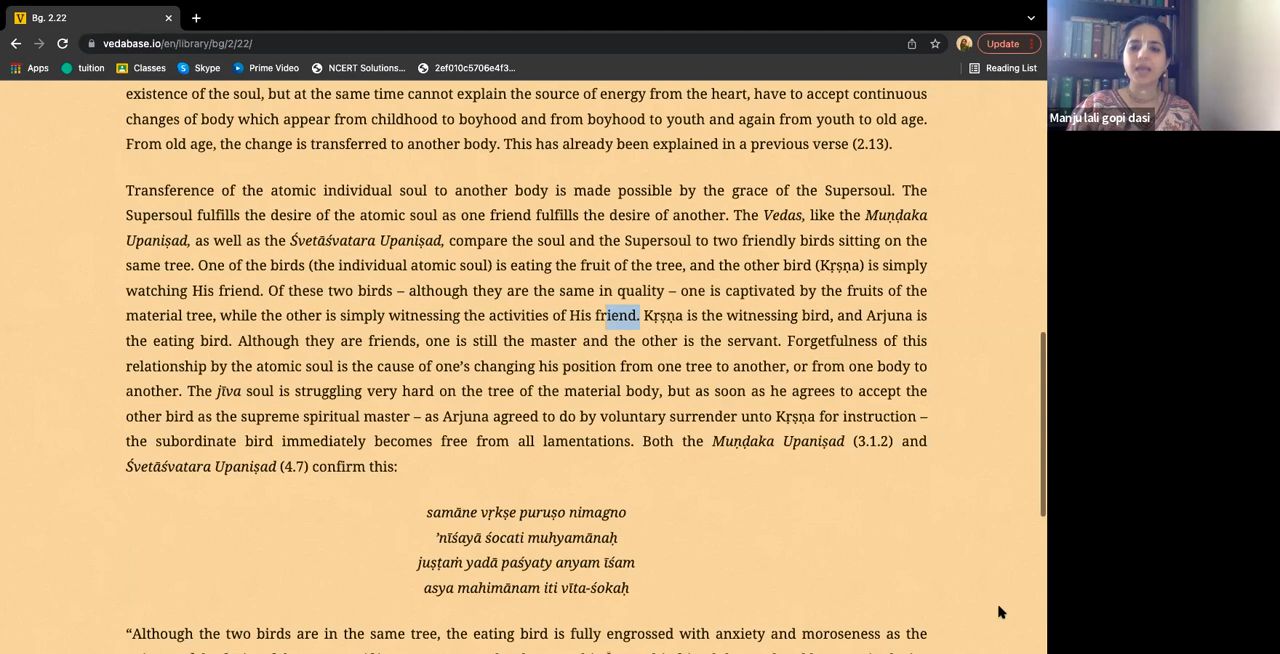 V Bg. 2.22
vedabase.io/en/library/bg/2/22/
Update
Apps tuition Classes Skype Prime Video NCERT Solutions... 2ef010c5706e4f3... Reading List
Manju lali gopi dasi
existence of the soul, but at the same time cannot explain the source of energy from the heart, have to accept continuous
changes of body which appear from childhood to boyhood and from boyhood to youth and again from youth to old age.
From old age, the change is transferred to another body. This has already been explained in a previous verse (2.13).
Transference of the atomic individual soul to another body is made possible by the grace of the Supersoul. The
Supersoul fulfills the desire of the atomic soul as one friend fulfills the desire of another. The Vedas, like the Muṇḍaka
Upaniṣad, as well as the Śvetāśvatara Upaniṣad, compare the soul and the Supersoul to two friendly birds sitting on the
same tree. One of the birds (the individual atomic soul) is eating the fruit of the tree, and the other bird (Kṛṣṇa) is simply
watching His friend. Of these two birds – although they are the same in quality – one is captivated by the fruits of the
material tree, while the other is simply witnessing the activities of His friend. Kṛṣṇa is the witnessing bird, and Arjuna is
the eating bird. Although they are friends, one is still the master and the other is the servant. Forgetfulness of this
relationship by the atomic soul is the cause of one’s changing his position from one tree to another, or from one body to
another. The jīva soul is struggling very hard on the tree of the material body, but as soon as he agrees to accept the
other bird as the supreme spiritual master – as Arjuna agreed to do by voluntary surrender unto Kṛṣṇa for instruction –
the subordinate bird immediately becomes free from all lamentations. Both the Muṇḍaka Upaniṣad (3.1.2) and
Śvetāśvatara Upaniṣad (4.7) confirm this:
samāne vṛkṣe puruṣo nimagno
’nīśayā śocati muhyamānaḥ
juṣṭaṁ yadā paśyaty anyam īśam
asya mahimānam iti vīta-śokaḥ
“Although the two birds are in the same tree, the eating bird is fully engrossed with anxiety and moroseness as the